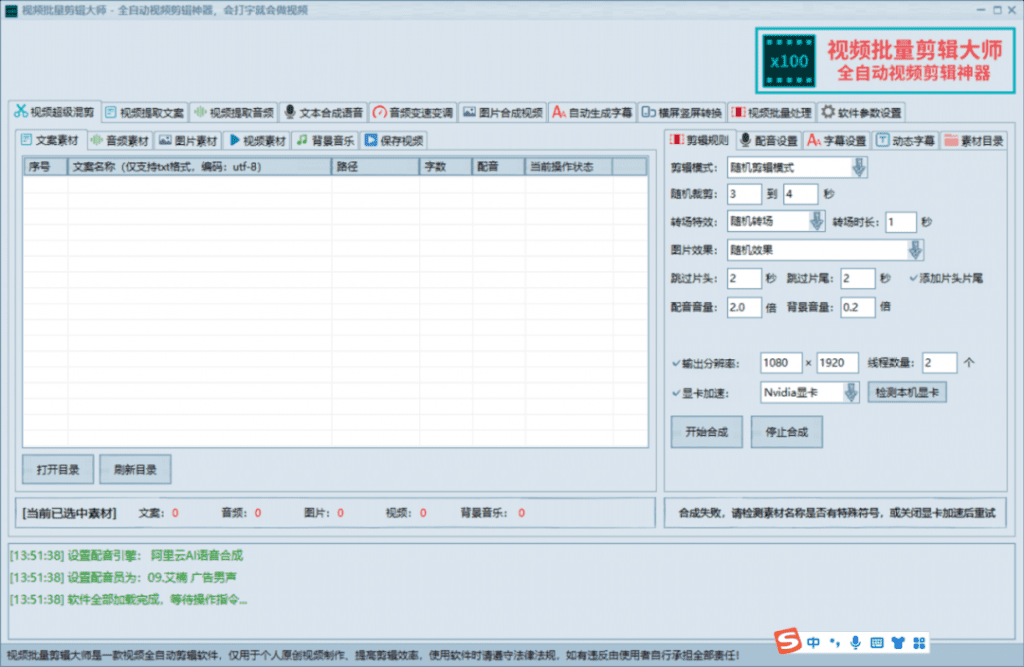 视频批量剪辑大师 - 全自动视频剪辑神器，会打字就会做视频
x100
视频批量剪辑大师
全自动视频剪辑神器
视频超级混剪 视频提取文案 视频提取音频 文本合成语音 音频变速变调 图片合成视频 自动生成字幕 横屏竖屏转换 视频批量处理 软件参数设置
文案素材 音频素材 图片素材 视频素材 背景音乐 保存视频
剪辑规则 配音设置 字幕设置 动态字幕 素材目录
序号 文案名称（仅支持txt格式，编码：utf-8） 路径 字数 配音 当前操作状态
剪辑模式： 随机剪辑模式
随机裁剪： 3 到 4 秒
转场特效： 随机转场 转场时长： 1 秒
图片效果： 随机效果
跳过片头： 2 秒 跳过片尾： 2 秒 添加片头片尾
配音音量： 2.0 倍 背景音量： 0.2 倍
输出分辨率： 1080 × 1920 线程数量： 2 个
显卡加速： Nvidia显卡 检测本机显卡
开始合成 停止合成
打开目录 刷新目录
[当前已选中素材] 文案： 0 音频： 0 图片： 0 视频： 0 背景音乐： 0
合成失败，请检测素材名称是否有特殊符号，或关闭显卡加速后重试
[13:51:38] 设置配音引擎： 阿里云AI语音合成
[13:51:38] 设置配音员为：09.艾楠 广告男声
[13:51:38] 软件全部加载完成，等待操作指令...
S 中
视频批量剪辑大师是一款视频全自动剪辑软件，仅用于个人原创视频制作、提高剪辑效率，使用软件时请遵守法律法规，如有违反由使用者自行承担全部责任！